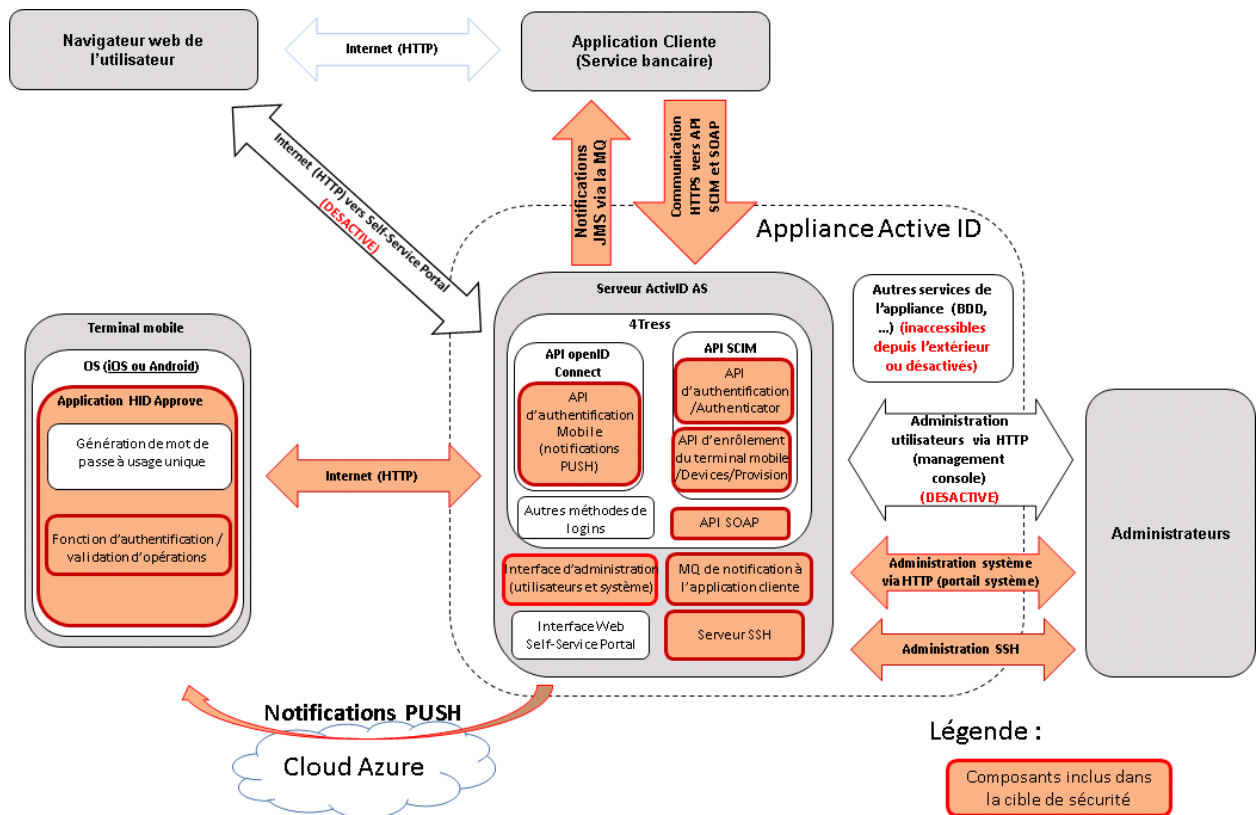 Navigateur web de
l'utilisateur
Internet (HTTP)
Application Cliente
(Service bancaire)
Internet (HTTP) vers Self-Service Portal
(DESACTIVE)
Notifications
JMS via la MQ
Communication
HTTPS vers API
SCIM et SOAP
Appliance Active ID
Serveur ActivID AS
4Tress
API openID
Connect
API
d'authentification
Mobile
(notifications
PUSH)
API SCIM
API
d'authentification
/Authenticator
API d'enrôlement
du terminal mobile
/Devices/Provision
Autres méthodes de
logins
API SOAP
Interface d'administration
(utilisateurs et système)
MQ de notification à
l'application cliente
Interface Web
Self-Service Portal
Serveur SSH
Autres services de
l'appliance (BDD,
...) (inaccessibles
depuis l'extérieur
ou désactivés)
Terminal mobile
OS (iOS ou Android)
Application HID Approve
Génération de mot de
passe à usage unique
Fonction d'authentification /
validation d'opérations
Internet (HTTP)
Administration
utilisateurs via HTTP
(management
console)
(DESACTIVE)
Administration système
via HTTP (portail système)
Administration SSH
Administrateurs
Notifications PUSH
Cloud Azure
Légende :
Composants inclus dans
la cible de sécurité